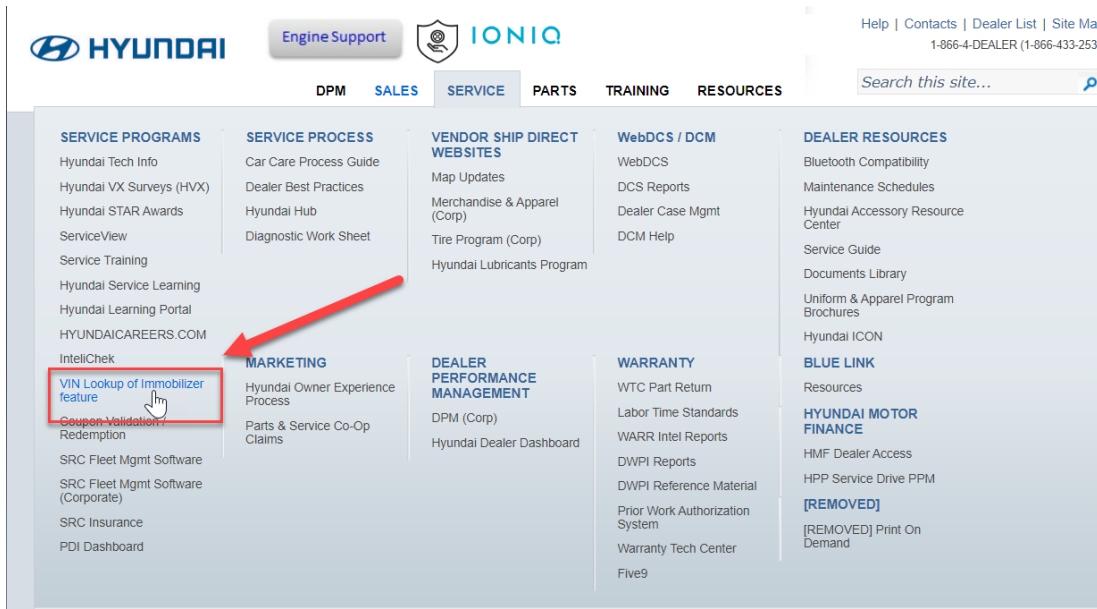 HYUNDAI
Engine Support
IONIQ
Help | Contacts | Dealer List | Site Ma
1-866-4-DEALER (1-866-433-253
Search this site...
DPM SALES SERVICE PARTS TRAINING RESOURCES
SERVICE PROGRAMS
Hyundai Tech Info
Hyundai VX Surveys (HVX)
Hyundai STAR Awards
ServiceView
Service Training
Hyundai Service Learning
Hyundai Learning Portal
HYUNDAICAREERS.COM
InteliChek
VIN Lookup of Immobilizer
feature
Coupon Validation /
Redemption
SRC Fleet Mgmt Software
SRC Fleet Mgmt Software
(Corporate)
SRC Insurance
PDI Dashboard
SERVICE PROCESS
Car Care Process Guide
Dealer Best Practices
Hyundai Hub
Diagnostic Work Sheet
MARKETING
Hyundai Owner Experience
Process
Parts & Service Co-Op
Claims
VENDOR SHIP DIRECT
WEBSITES
Map Updates
Merchandise & Apparel
(Corp)
Tire Program (Corp)
Hyundai Lubricants Program
DEALER
PERFORMANCE
MANAGEMENT
DPM (Corp)
Hyundai Dealer Dashboard
WebDCS / DCM
WebDCS
DCS Reports
Dealer Case Mgmt
DCM Help
WARRANTY
WTC Part Return
Labor Time Standards
WARR Intel Reports
DWPI Reports
DWPI Reference Material
Prior Work Authorization
System
Warranty Tech Center
Five9
DEALER RESOURCES
Bluetooth Compatibility
Maintenance Schedules
Hyundai Accessory Resource
Center
Service Guide
Documents Library
Uniform & Apparel Program
Brochures
Hyundai ICON
BLUE LINK
Resources
HYUNDAI MOTOR
FINANCE
HMF Dealer Access
HPP Service Drive PPM
[REMOVED]
[REMOVED] Print On
Demand